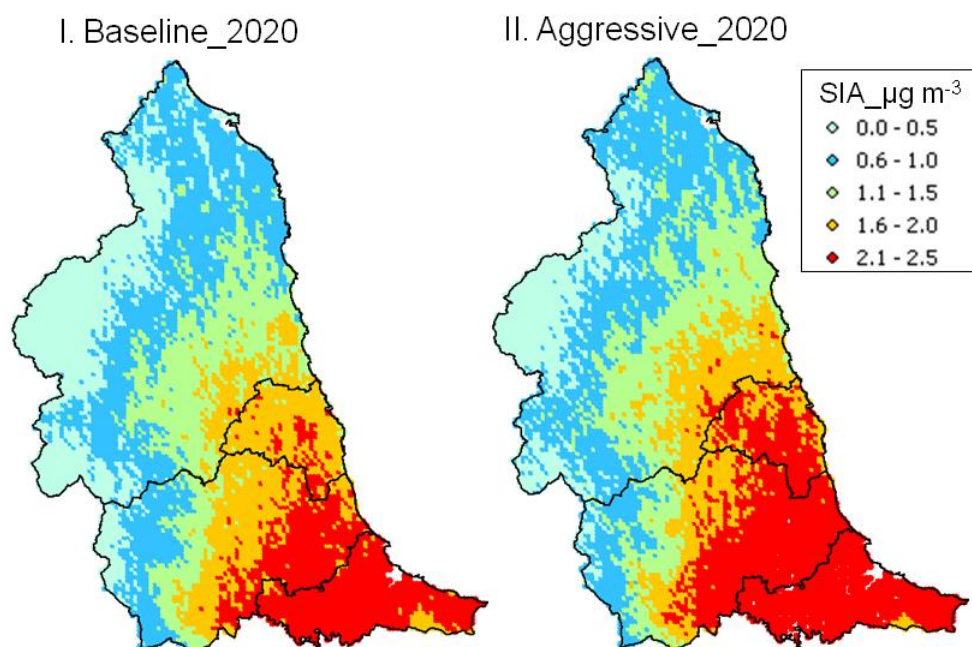 I. Baseline_2020
II. Aggressive_2020
SIA_µg m⁻³
0.0 - 0.5
0.6 - 1.0
1.1 - 1.5
1.6 - 2.0
2.1 - 2.5